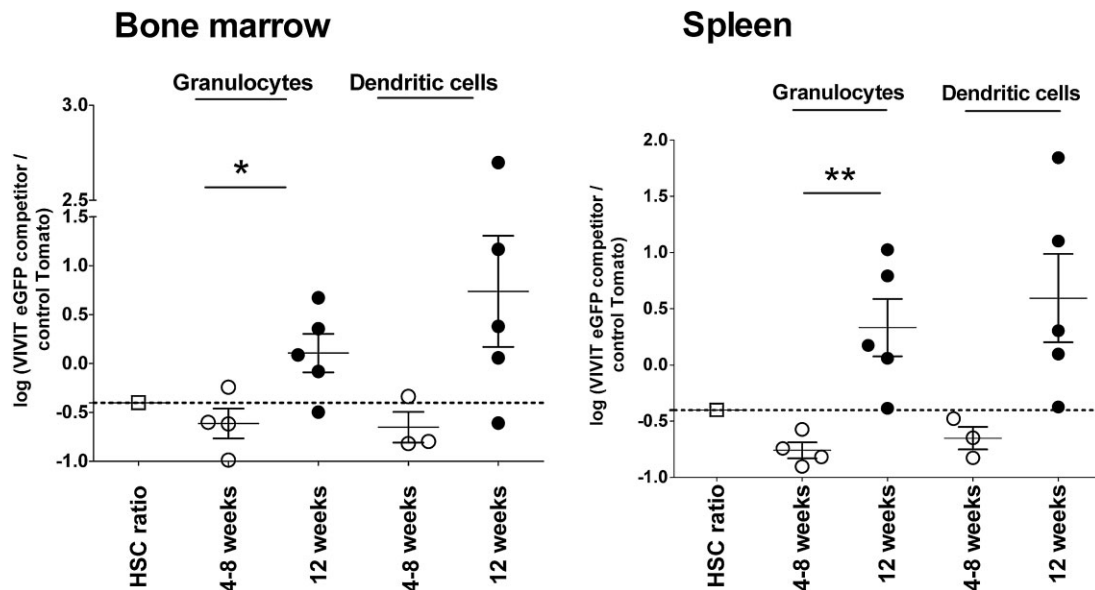 Bone marrow
Granulocytes
Dendritic cells
log (VIVIT eGFP competitor /
control Tomato)
3.0
2.5
1.5
1.0
0.5
0.0
-0.5
-1.0
*
HSC ratio
4-8 weeks
12 weeks
4-8 weeks
12 weeks
Spleen
Granulocytes
Dendritic cells
log (VIVIT eGFP competitor /
control Tomato)
2.0
1.5
1.0
0.5
0.0
-0.5
-1.0
**
HSC ratio
4-8 weeks
12 weeks
4-8 weeks
12 weeks